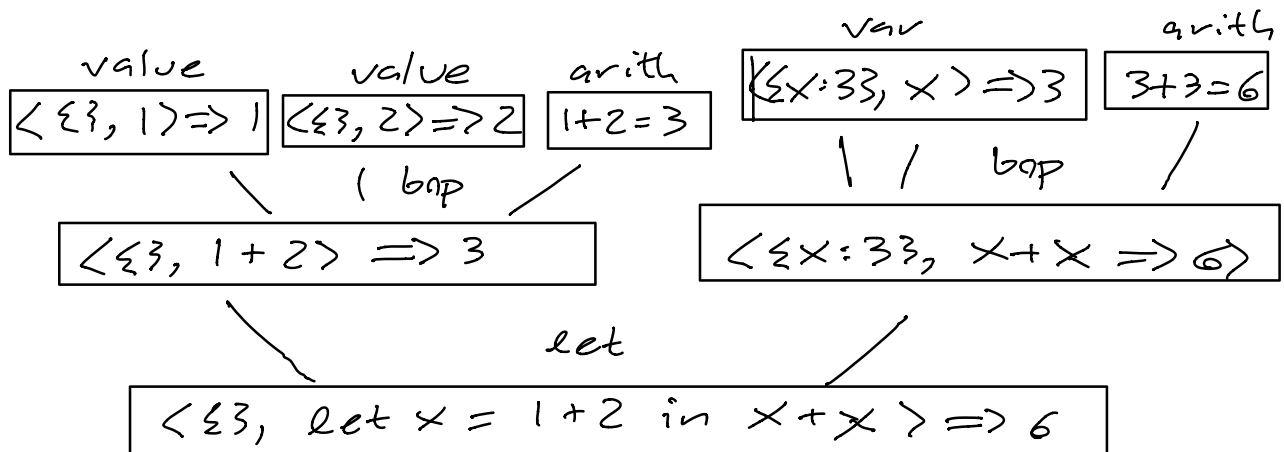 value value arith var arith
<{}, 1> => 1 <{}, 2> => 2 1+2=3 <{x:3}, x> => 3 3+3=6
bop bop
<{}, 1+2> => 3 <{x:3}, x+x => 6>
let
<{}, let x = 1+2 in x+x> => 6